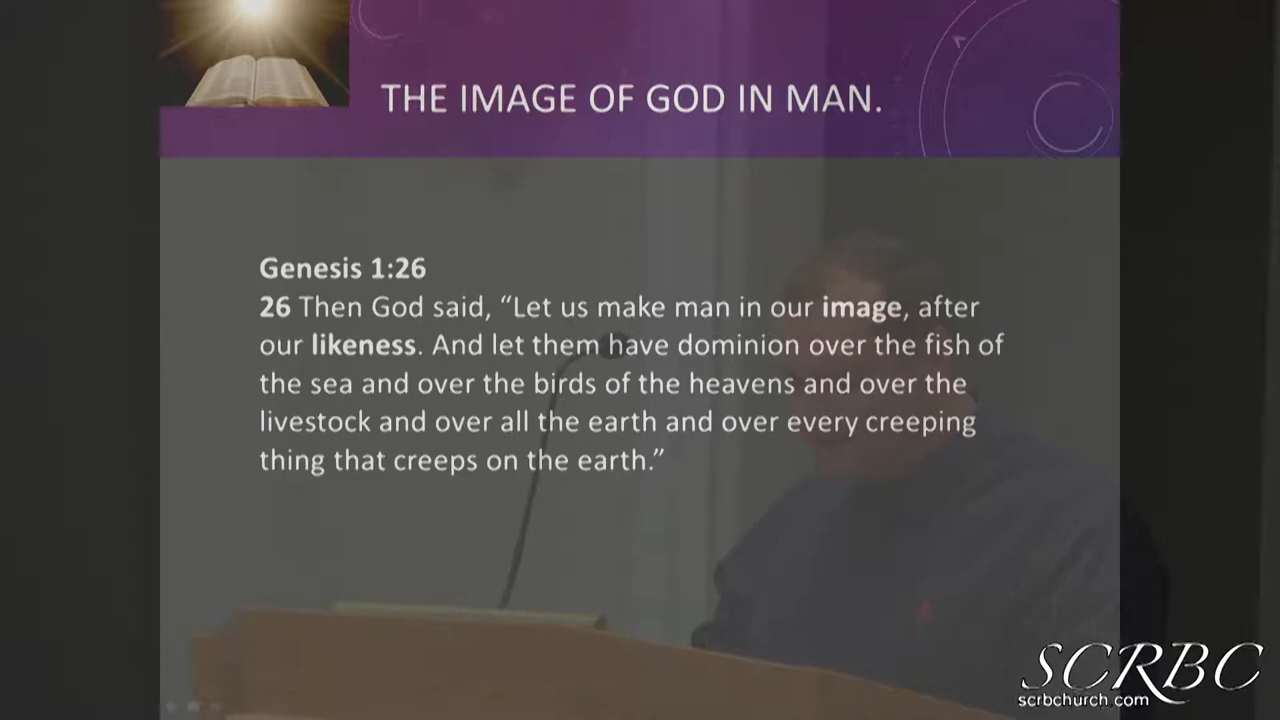 THE IMAGE OF GOD IN MAN.
Genesis 1:26
26 Then God said, “Let us make man in our image, after
our likeness. And let them have dominion over the fish of
the sea and over the birds of the heavens and over the
livestock and over all the earth and over every creeping
thing that creeps on the earth.”
SCRBC
scrbchurch.com